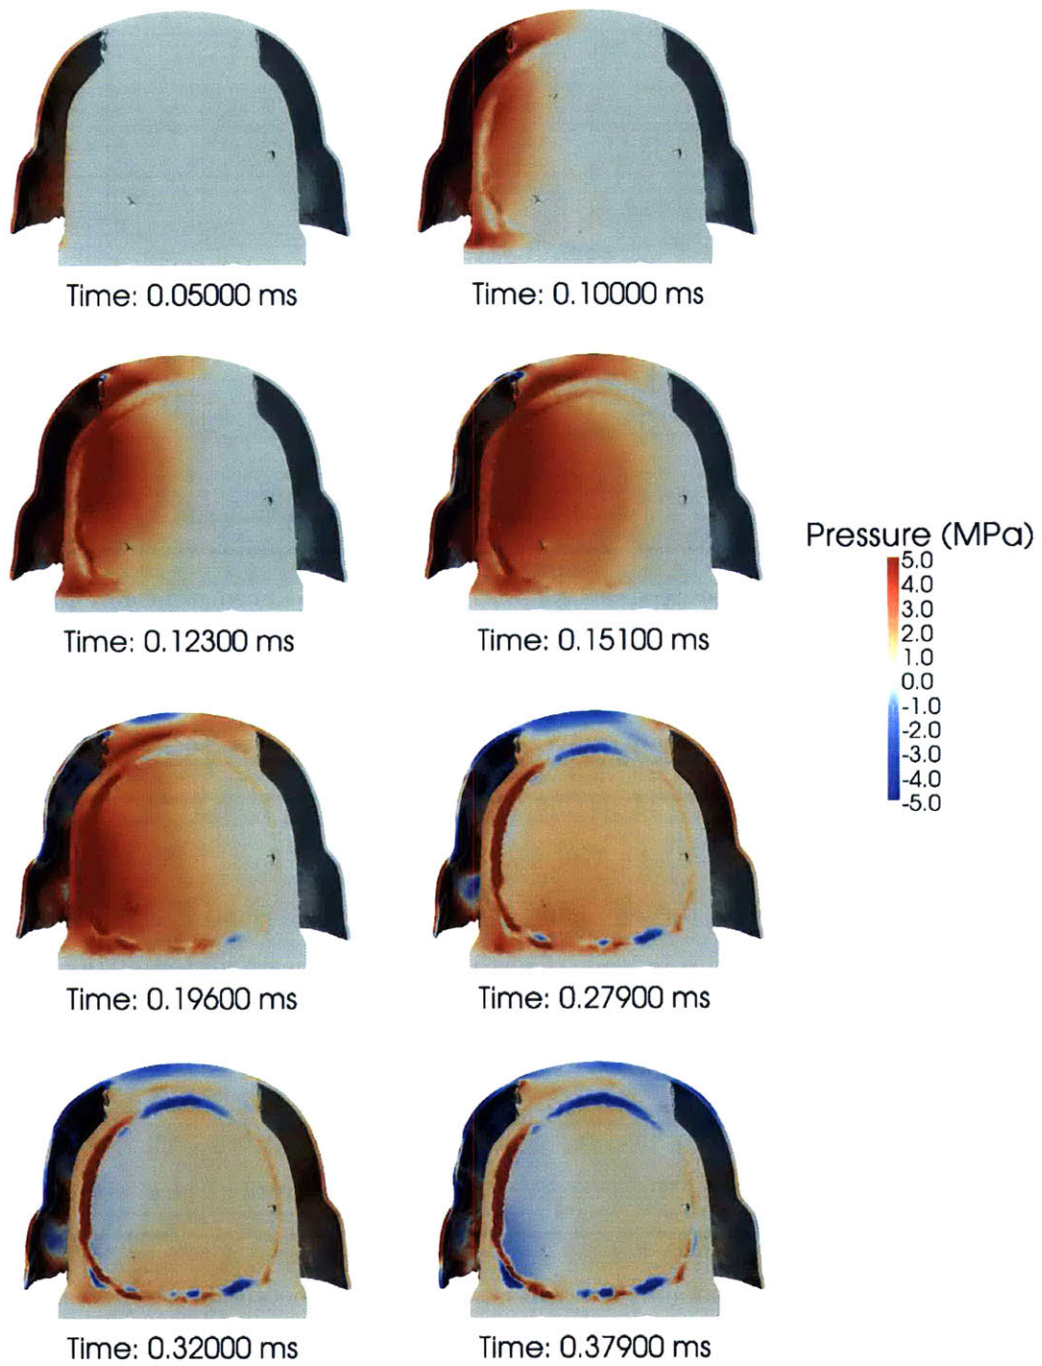 Time: 0.05000 ms
Time: 0.10000 ms
Time: 0.12300 ms
Time: 0.15100 ms
Pressure (MPa)
5.0
4.0
3.0
2.0
1.0
0.0
-1.0
-2.0
-3.0
-4.0
-5.0
Time: 0.19600 ms
Time: 0.27900 ms
Time: 0.32000 ms
Time: 0.37900 ms